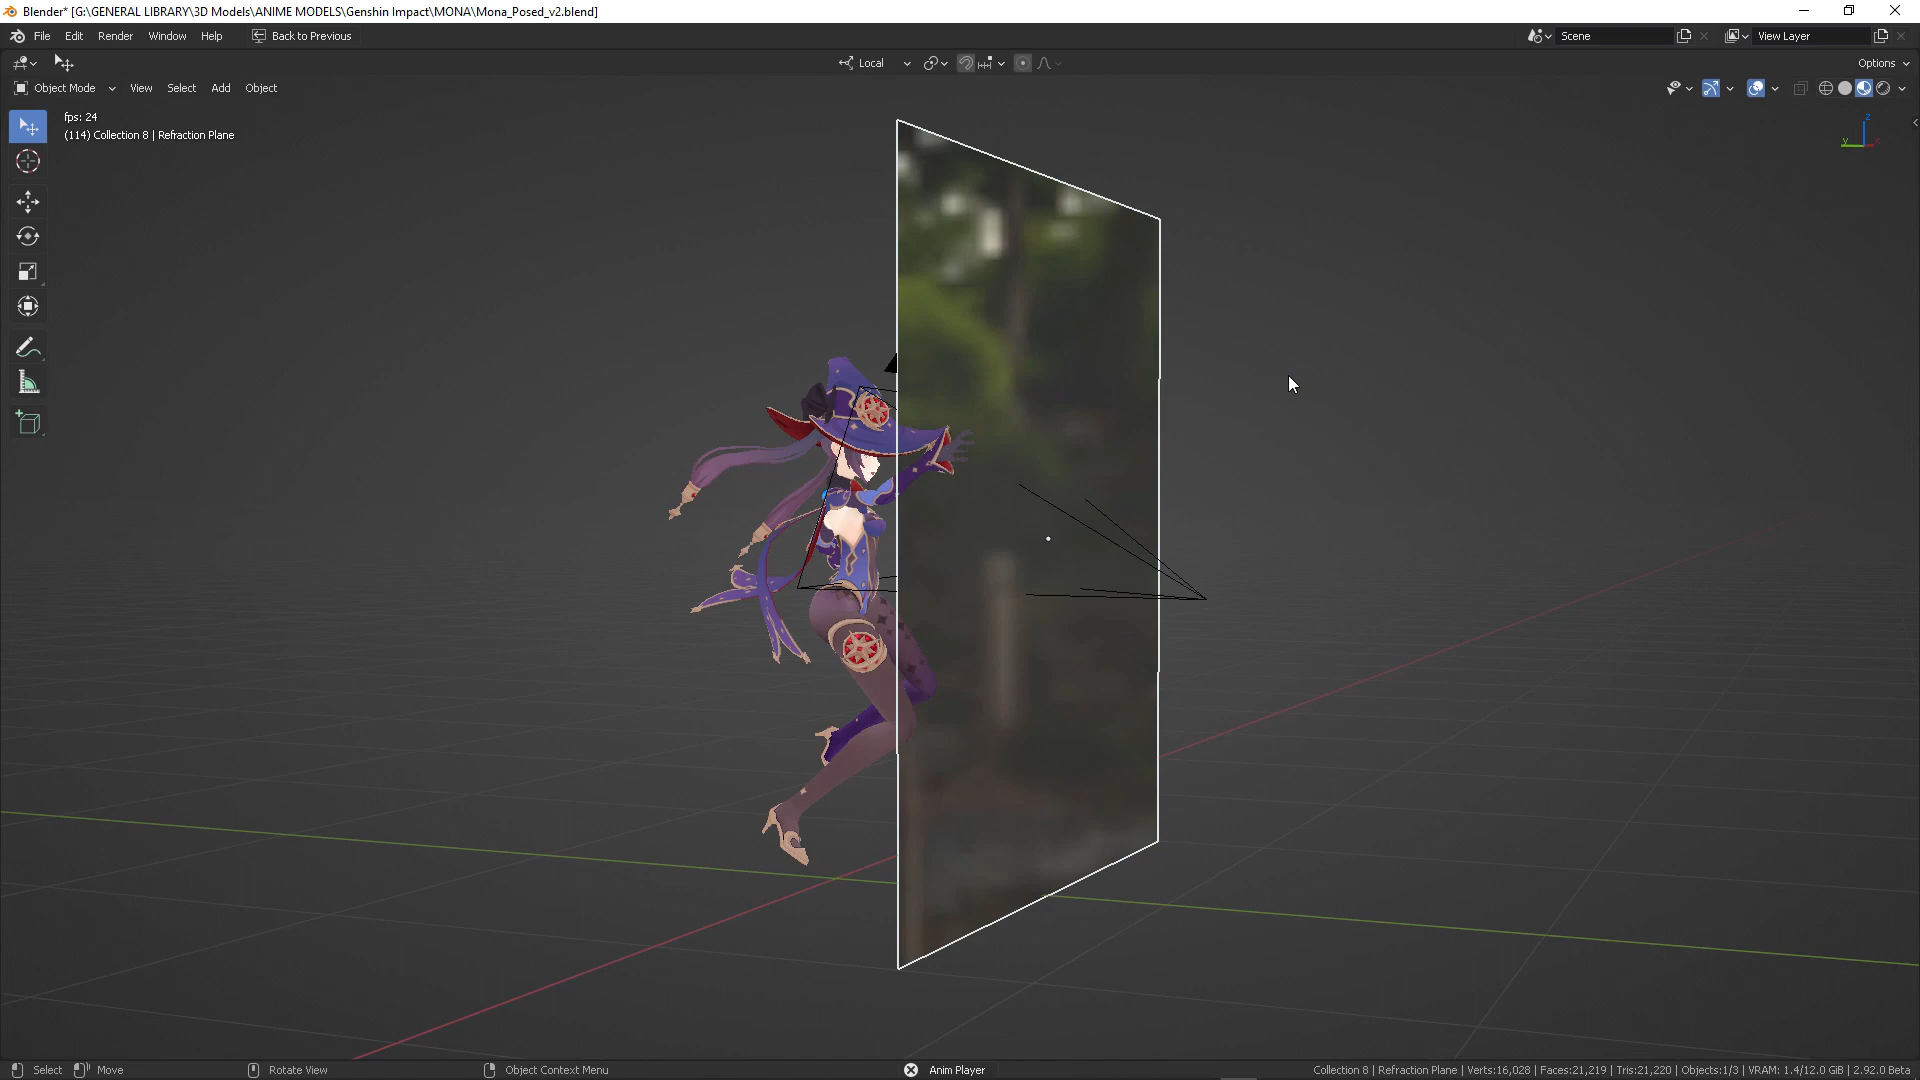 Blender* [G:\GENERAL LIBRARY\3D Models\ANIME MODELS\Genshin Impact\MONA\Mona_Posed_v2.blend]
File Edit Render Window Help Back to Previous Scene View Layer
Local Options
Object Mode View Select Add Object
fps: 24
(114) Collection 8 | Refraction Plane
Z
Y X
Select Move Rotate View Object Context Menu Anim Player Collection 8 | Refraction Plane | Verts:16,028 | Faces:21,219 | Tris:21,220 | Objects:1/3 | VRAM: 1.4/12.0 GiB | 2.92.0 Beta